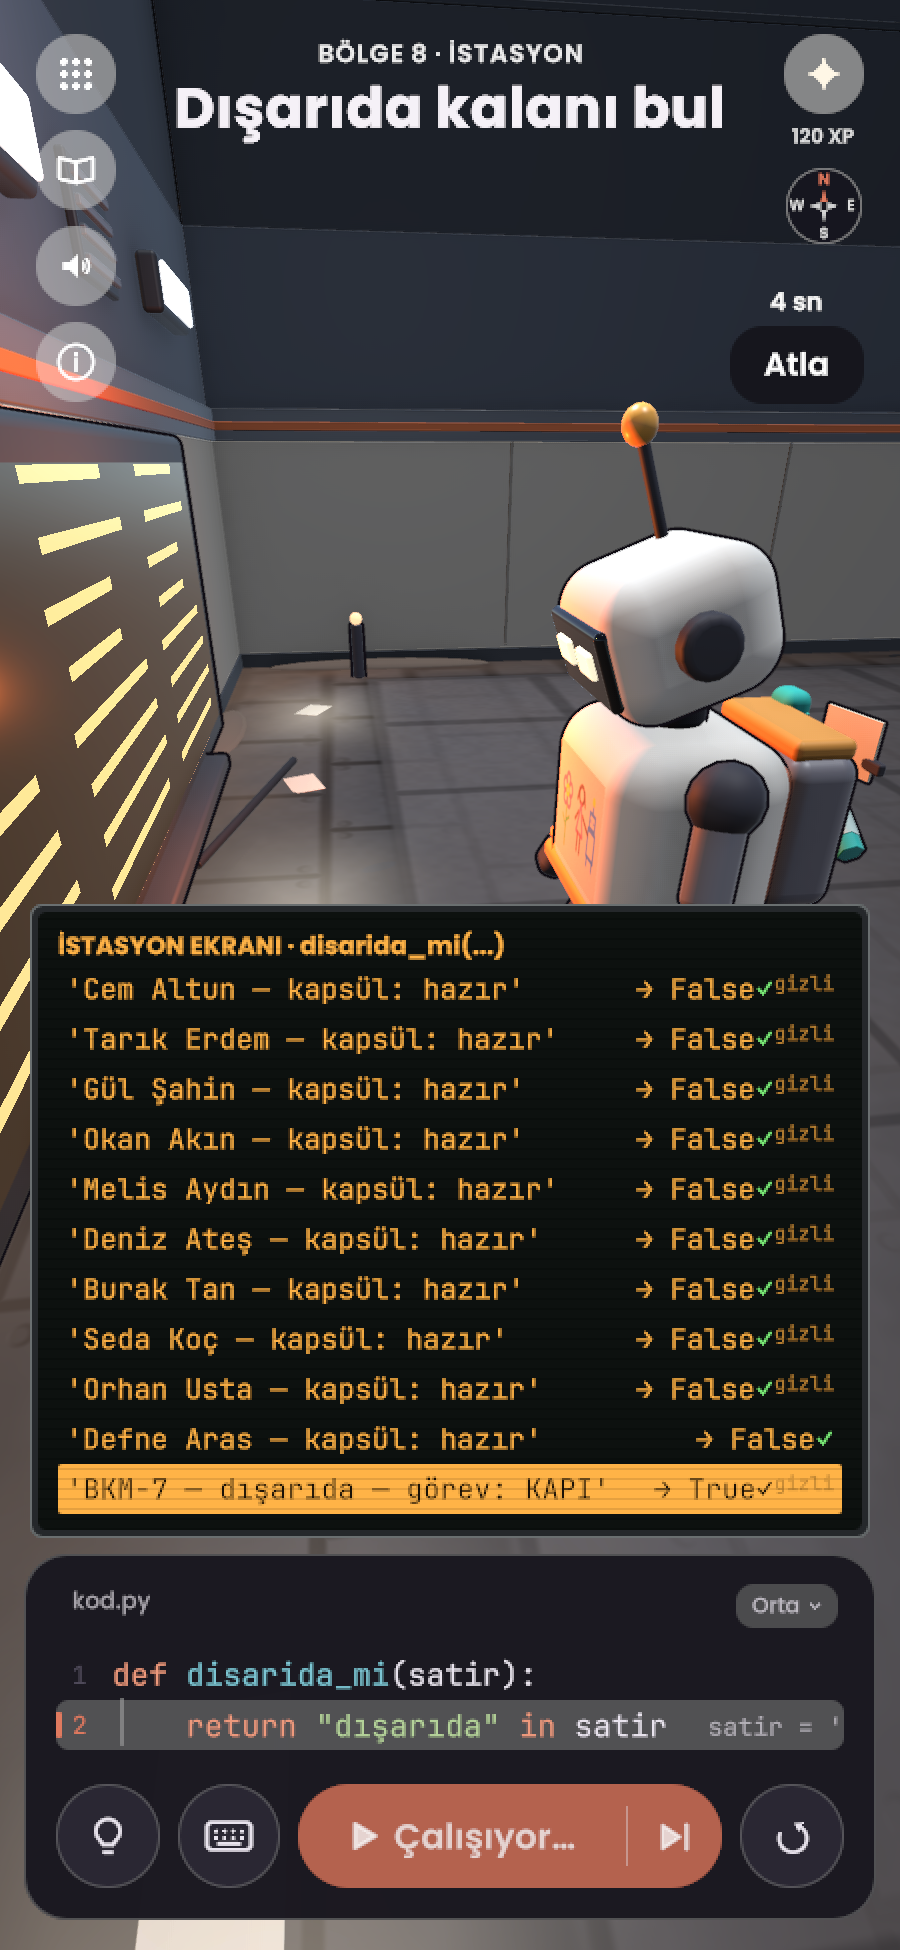 BÖLGE 8 · İSTASYON
Dışarıda kalanı bul
120 XP
N
W E
S
4 sn
Atla
İSTASYON EKRANI · disarida_mi(...)
'Cem Altun — kapsül: hazır' → False✓gizli
'Tarık Erdem — kapsül: hazır' → False✓gizli
'Gül Şahin — kapsül: hazır' → False✓gizli
'Okan Akın — kapsül: hazır' → False✓gizli
'Melis Aydın — kapsül: hazır' → False✓gizli
'Deniz Ateş — kapsül: hazır' → False✓gizli
'Burak Tan — kapsül: hazır' → False✓gizli
'Seda Koç — kapsül: hazır' → False✓gizli
'Orhan Usta — kapsül: hazır' → False✓gizli
'Defne Aras — kapsül: hazır' → False✓
'BKM-7 — dışarıda — görev: KAPI' → True✓gizli
kod.py
Orta
1 def disarida_mi(satir):
2 return "dışarıda" in satir satir = '
Çalışıyor...